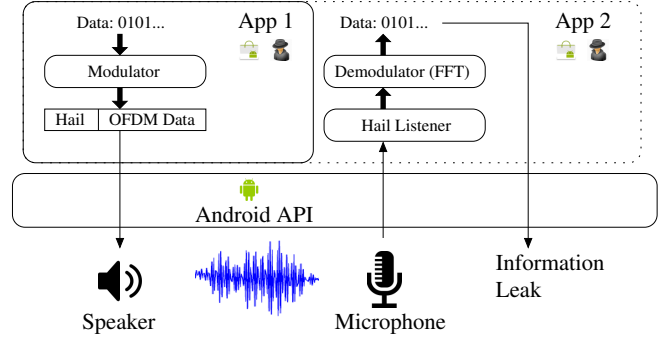 Data: 0101...
App 1
Modulator
Hail
OFDM Data
Data: 0101...
App 2
Demodulator (FFT)
Hail Listener
Android API
Speaker
Microphone
Information
Leak